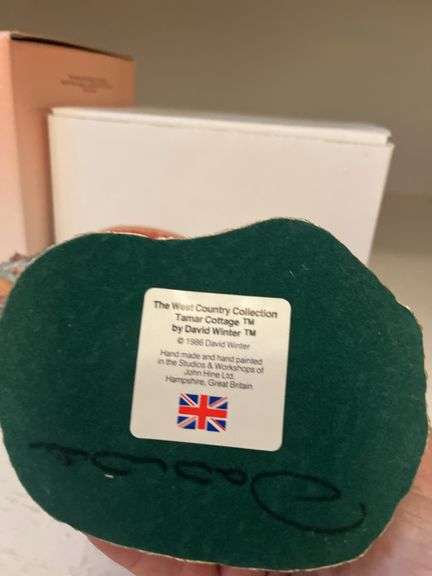 The West Country Collection
Tamar Cottage ™
by David Winter ™
© 1986 David Winter
Hand made and hand painted
in the Studios & Workshops of
John Hine Ltd.
Hampshire, Great Britain